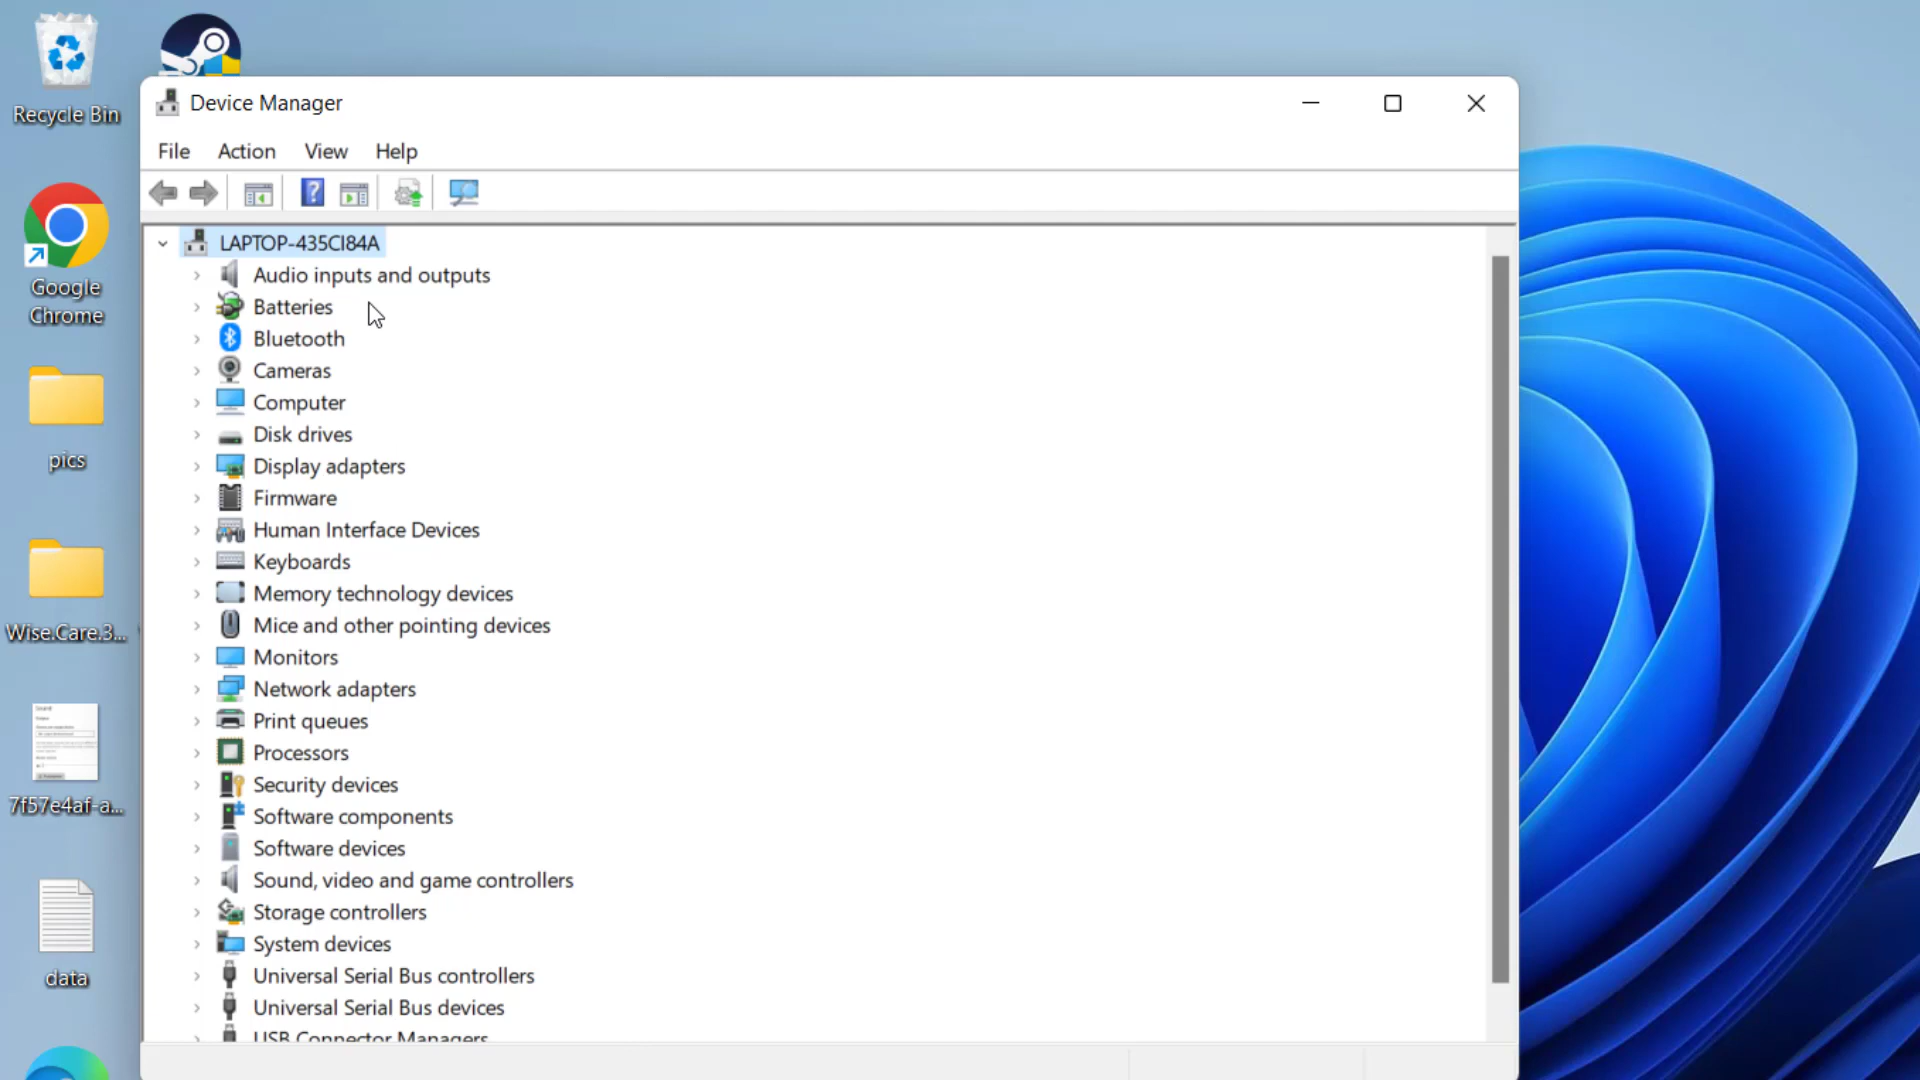 Recycle Bin
Google
Chrome
pics
Wise.Care.3...
7f57e4af-a...
data
Device Manager
File Action View Help
LAPTOP-435CI84A
Audio inputs and outputs
Batteries
Bluetooth
Cameras
Computer
Disk drives
Display adapters
Firmware
Human Interface Devices
Keyboards
Memory technology devices
Mice and other pointing devices
Monitors
Network adapters
Print queues
Processors
Security devices
Software components
Software devices
Sound, video and game controllers
Storage controllers
System devices
Universal Serial Bus controllers
Universal Serial Bus devices
USB Connector Managers